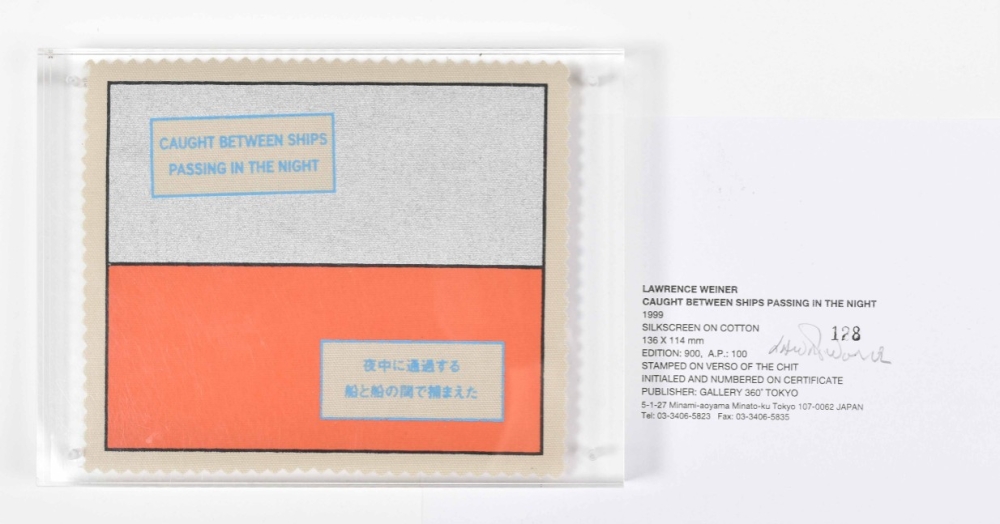 CAUGHT BETWEEN SHIPS
PASSING IN THE NIGHT
夜中に通過する
船と船の間で捕まえた
LAWRENCE WEINER
CAUGHT BETWEEN SHIPS PASSING IN THE NIGHT
1999
SILKSCREEN ON COTTON
136 X 114 mm
128
EDITION: 900, A.P.: 100
STAMPED ON VERSO OF THE CHIT
INITIALED AND NUMBERED ON CERTIFICATE
PUBLISHER: GALLERY 360° TOKYO
5-1-27 Minami-aoyama Minato-ku Tokyo 107-0062 JAPAN
Tel: 03-3406-5823 Fax: 03-3406-5835